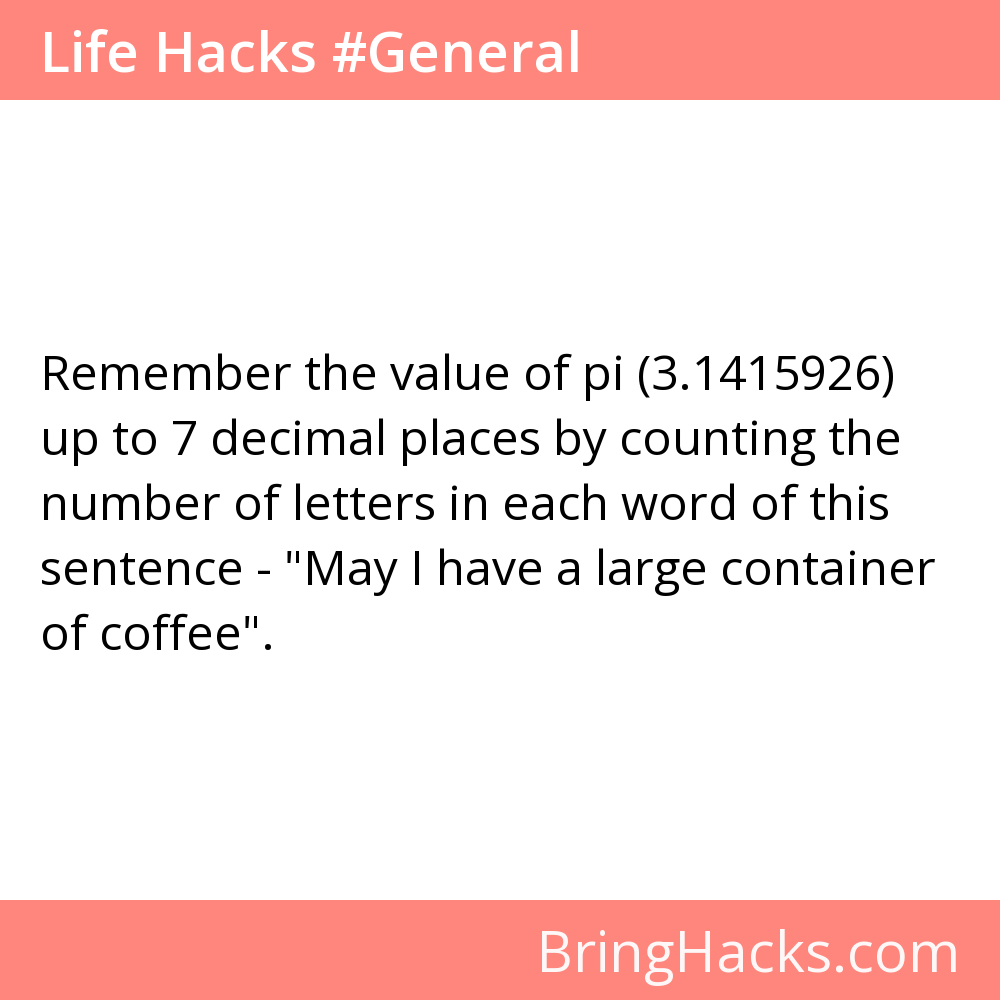 Life Hacks #General
Remember the value of pi (3.1415926)
up to 7 decimal places by counting the
number of letters in each word of this
sentence - "May I have a large container
of coffee".
BringHacks.com